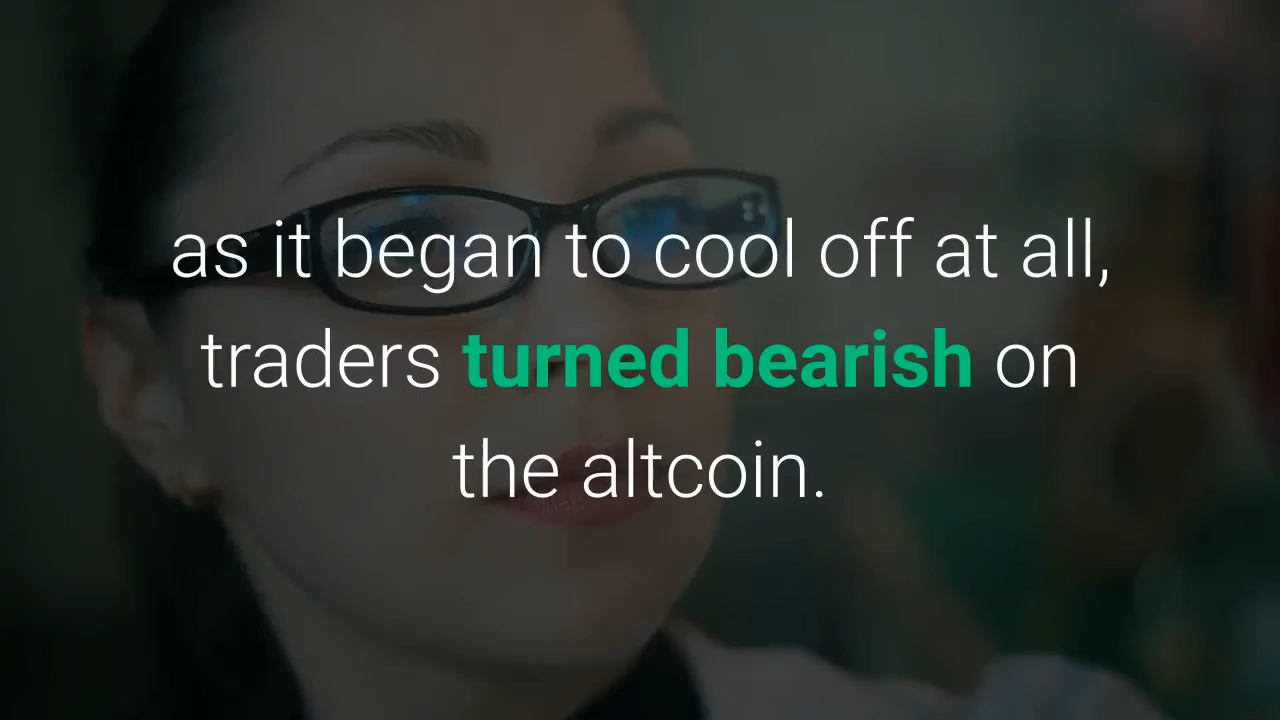 as it began to cool off at all,
traders turned bearish on
the altcoin.